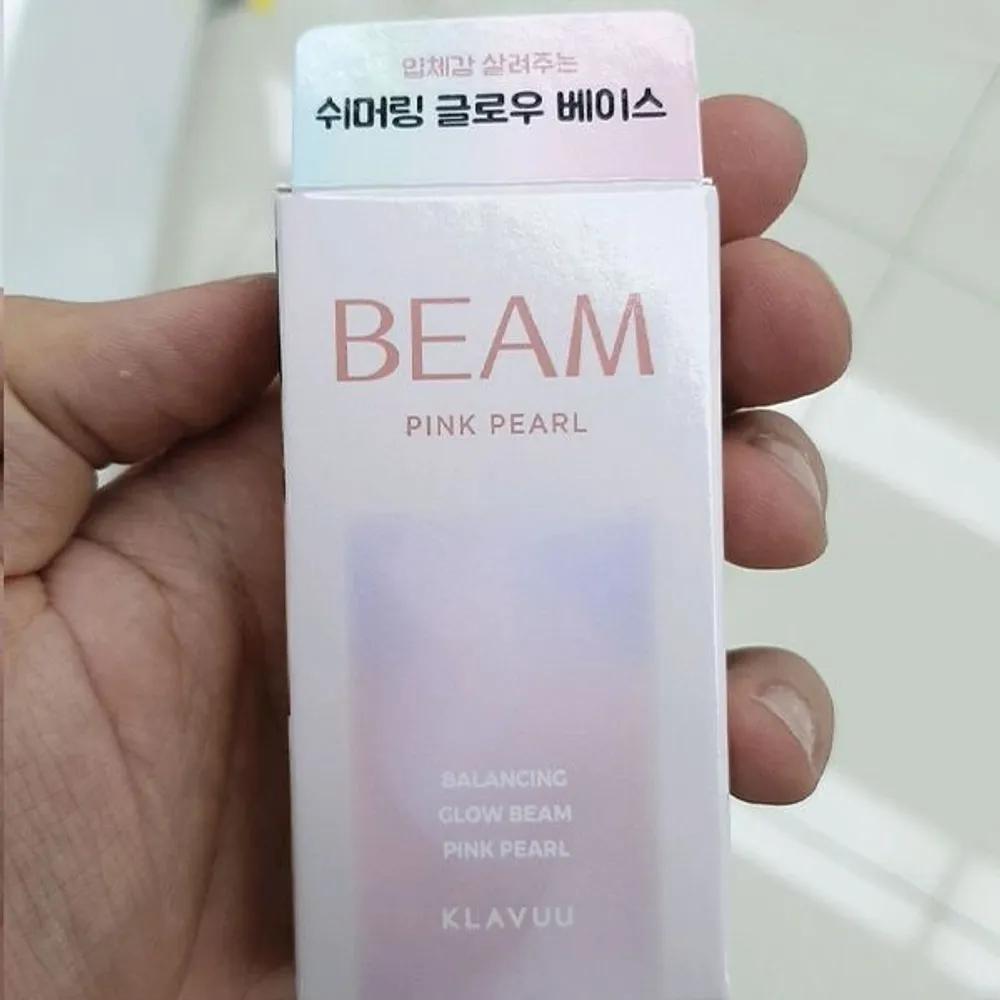 입체감 살려주는
쉬머링 글로우 베이스
BEAM
PINK PEARL
BALANCING
GLOW BEAM
PINK PEARL
KLAVUU